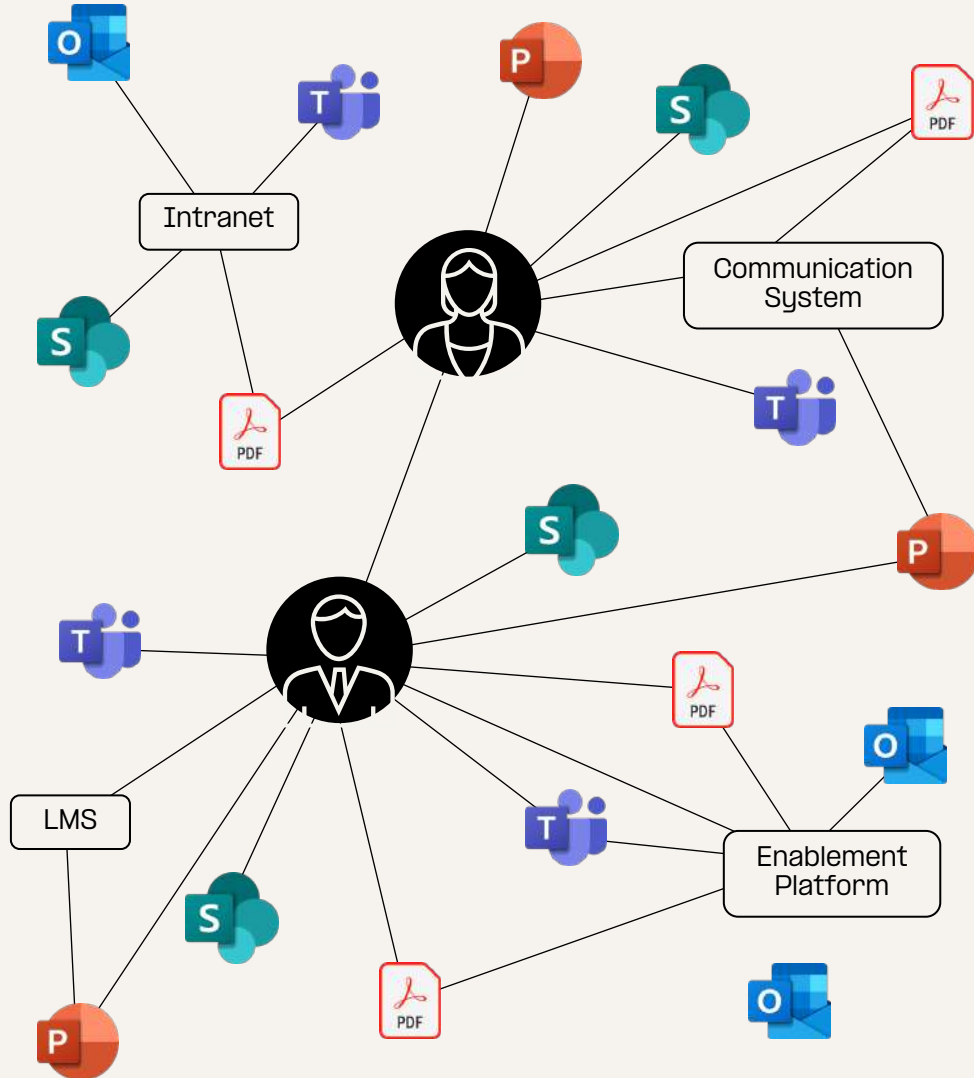 O
P
T
S
PDF
Intranet
Communication
System
S
T
PDF
S
P
T
PDF
O
LMS
T
Enablement
Platform
S
PDF
O
P